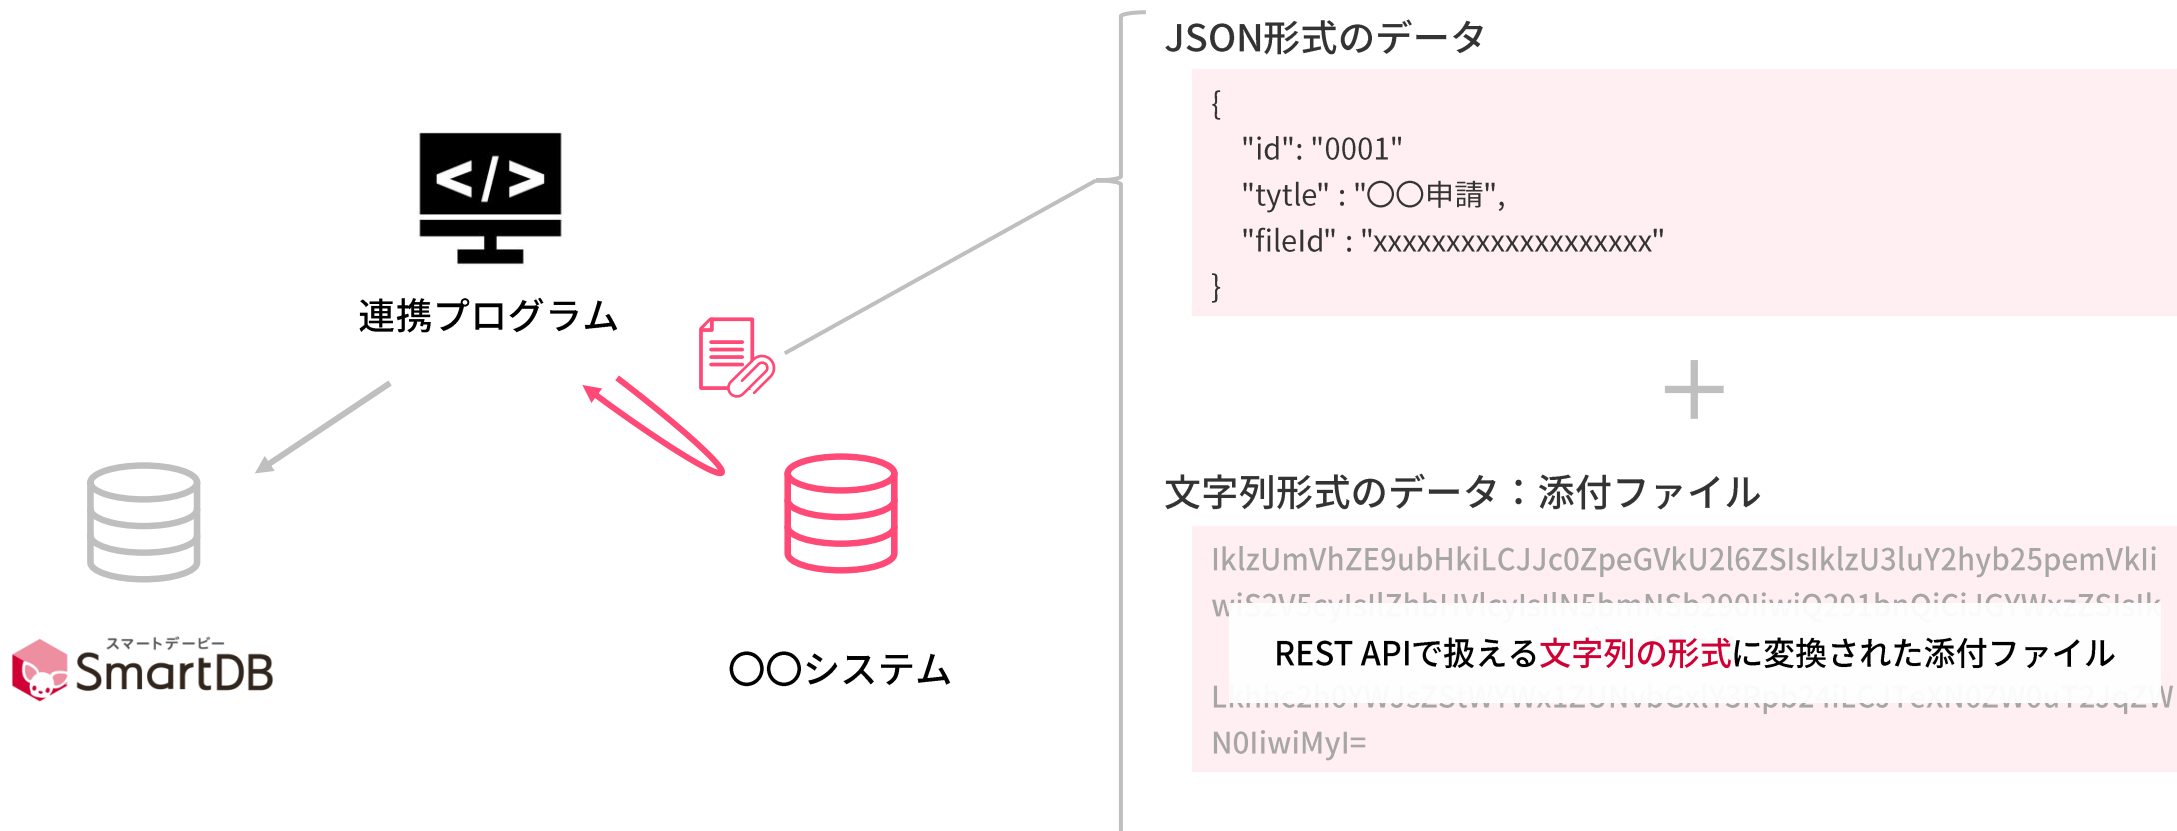 JSON形式のデータ
{
"id": "0001"
"tytle" : "〇〇申請",
"fileId" : "xxxxxxxxxxxxxxxxxxx"
}
</>
連携プログラム
文字列形式のデータ：添付ファイル
IklzUmVhZE9ubHkiLCJJc0ZpeGVkU2l6ZSIsIklzU3luY2hyb25pemVkIi
wiS2V5cyIsIlZhbHVlcyIsIlN5bmNSb290IiwiQ291bnQiCiJGYWxzZSIsIk
REST APIで扱える文字列の形式に変換された添付ファイル
Lkhhc2h0YWJsZStWYWx1ZUNvbGxlY3Rpb24iLCJTeXN0ZW0uT2JqZW
N0IiwiMyI=
スマートデービー
SmartDB
〇〇システム